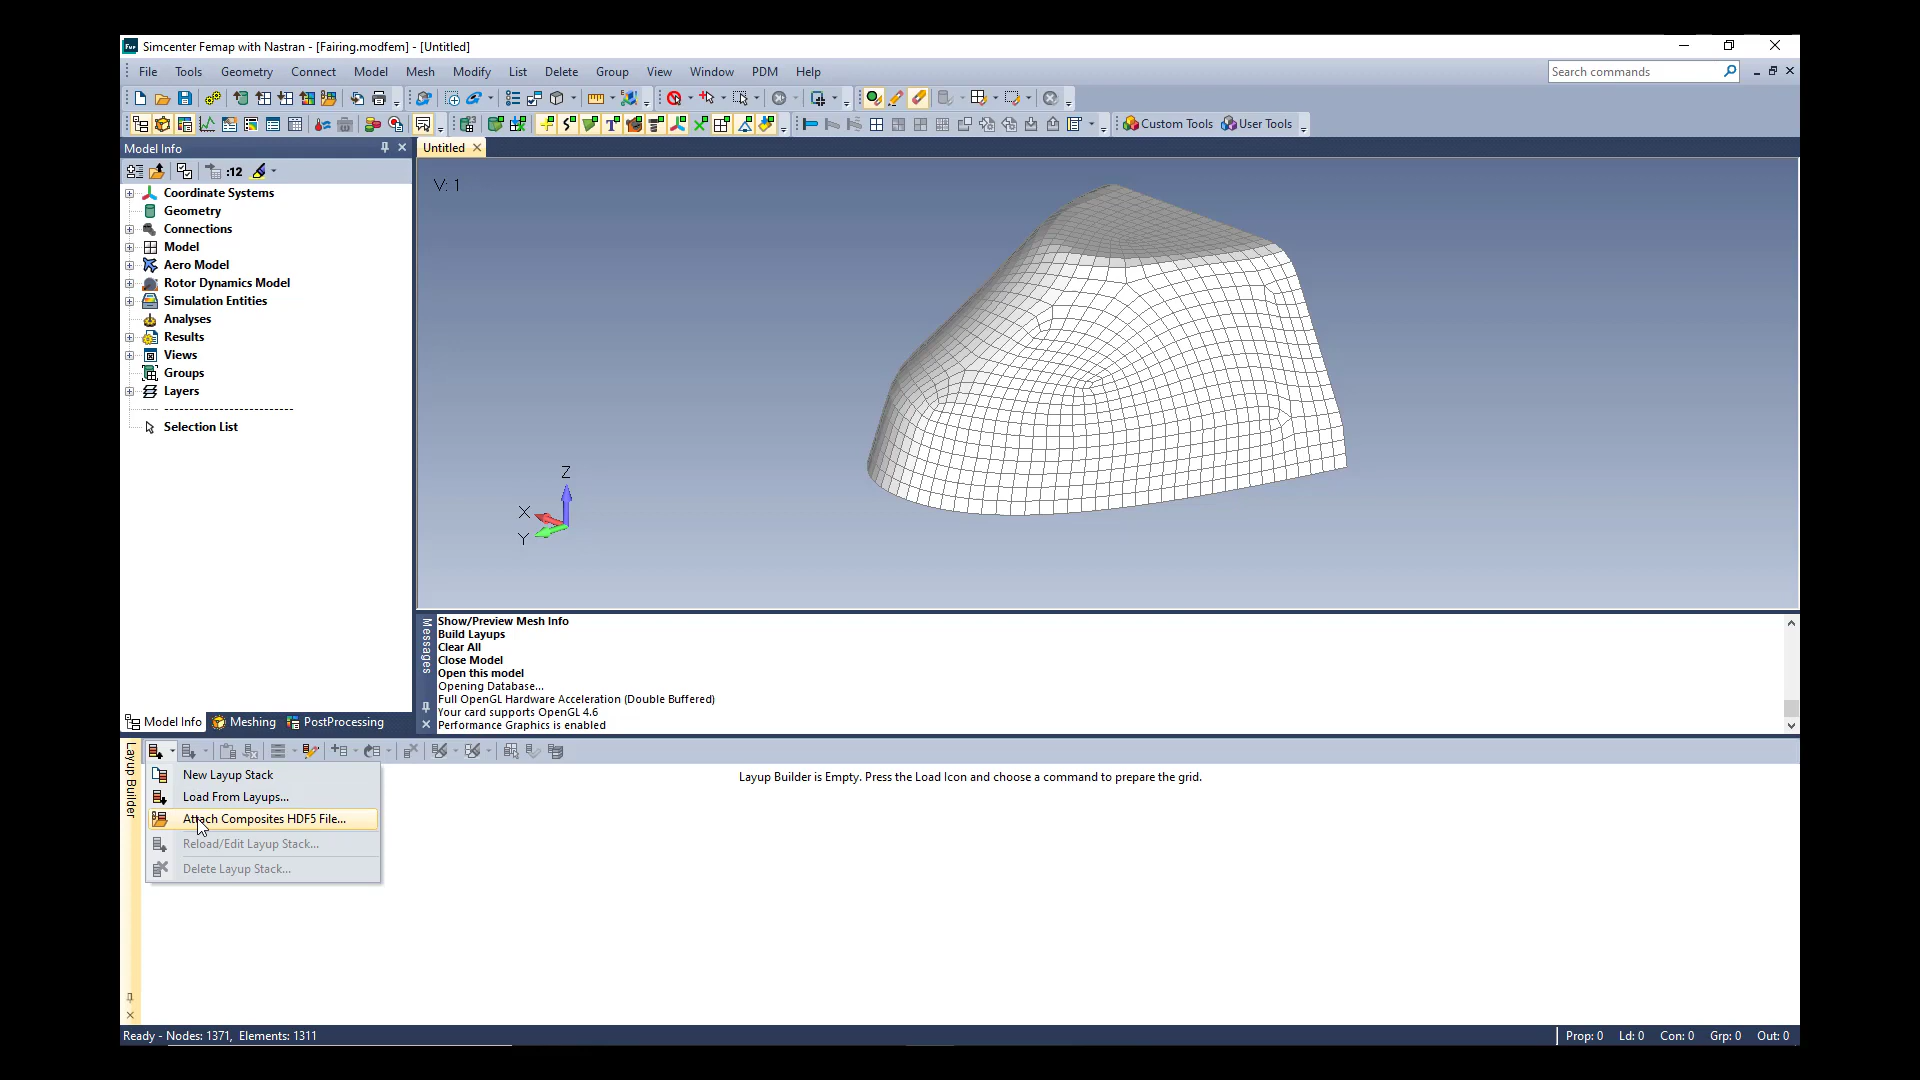 Simcenter Femap with Nastran - [Fairing.modfem] - [Untitled]
File Tools Geometry Connect Model Mesh Modify List Delete Group View Window PDM Help
Search commands
Custom Tools User Tools
Model Info
Untitled
:12
V: 1
Coordinate Systems
Geometry
Connections
Model
Aero Model
Rotor Dynamics Model
Simulation Entities
Analyses
Results
Views
Groups
Layers
Selection List
Z
X
Y
Messages
Show/Preview Mesh Info
Build Layups
Clear All
Close Model
Open this model
Opening Database...
Full OpenGL Hardware Acceleration (Double Buffered)
Your card supports OpenGL 4.6
Performance Graphics is enabled
Model Info Meshing PostProcessing
Layup Builder
New Layup Stack
Load From Layups...
Attach Composites HDF5 File...
Reload/Edit Layup Stack...
Delete Layup Stack...
Layup Builder is Empty. Press the Load Icon and choose a command to prepare the grid.
Ready - Nodes: 1371, Elements: 1311
Prop: 0 Ld: 0 Con: 0 Grp: 0 Out: 0